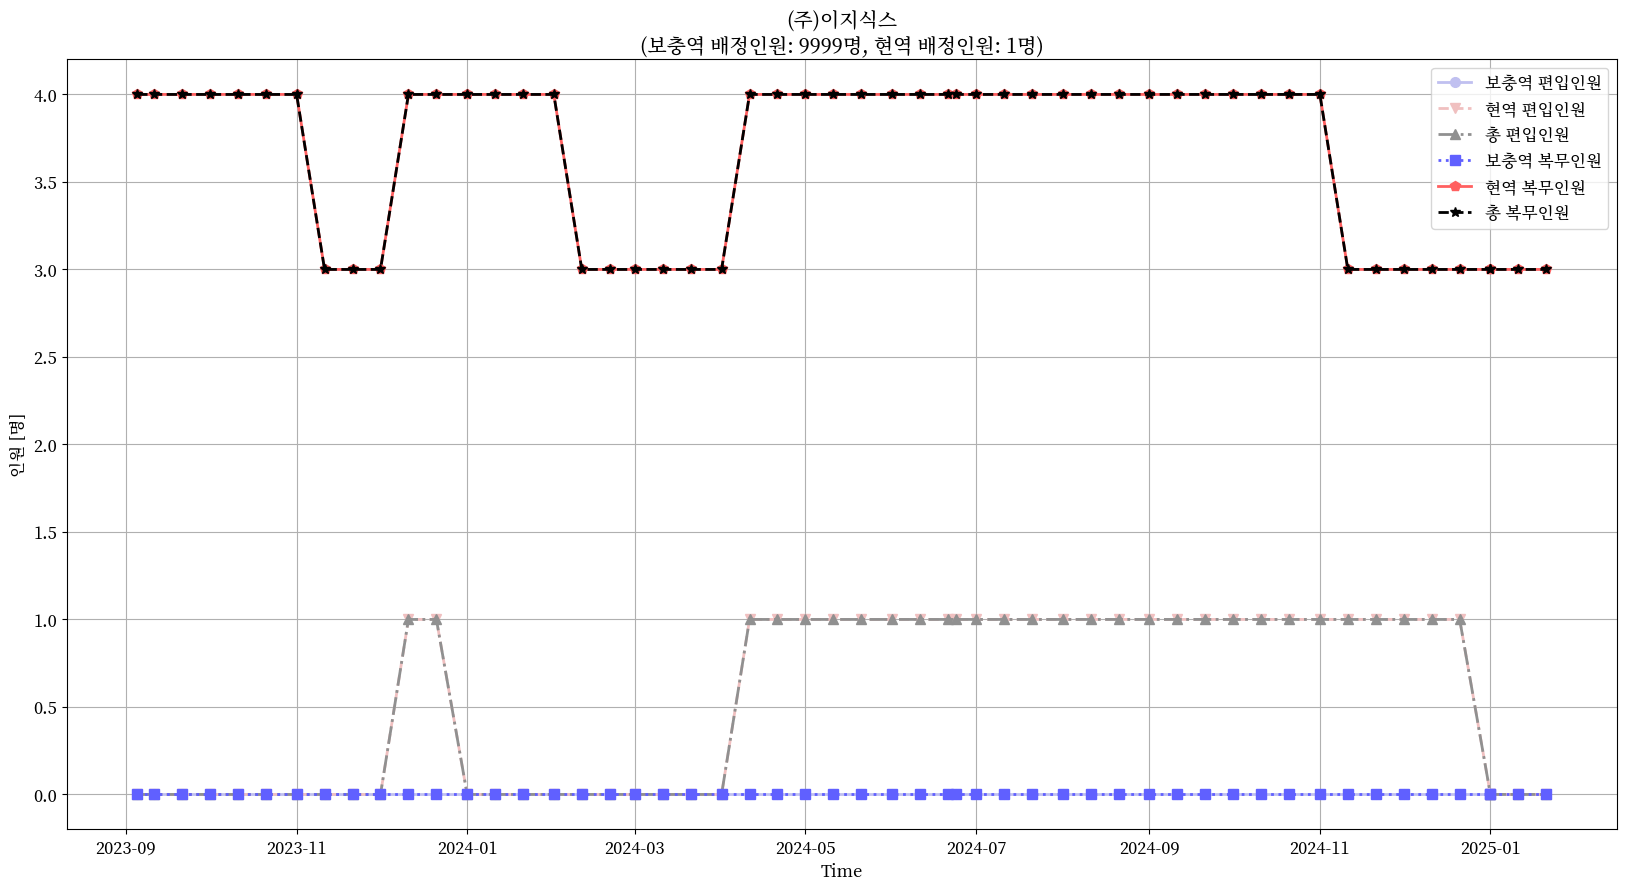 (주)이지식스
(보충역 배정인원: 9999명, 현역 배정인원: 1명)
보충역 편입인원
현역 편입인원
총 편입인원
보충역 복무인원
현역 복무인원
총 복무인원
4.0
3.5
3.0
2.5
2.0
1.5
1.0
0.5
0.0
인원 [명]
2023-09
2023-11
2024-01
2024-03
2024-05
2024-07
2024-09
2024-11
2025-01
Time